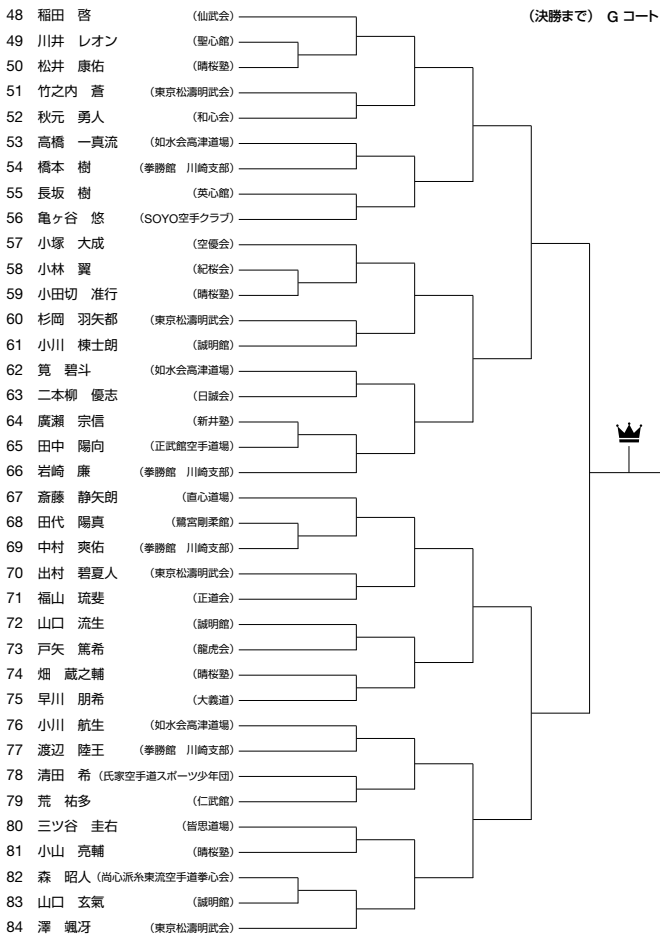 (決勝まで) G コート
48 稲田 啓 (仙武会)
49 川井 レオン (聖心館)
50 松井 康佑 (晴桜塾)
51 竹之内 蒼 (東京松濤明武会)
52 秋元 勇人 (和心会)
53 高橋 一真流 (如水会高津道場)
54 橋本 樹 (拳勝館 川崎支部)
55 長坂 樹 (英心館)
56 亀ヶ谷 悠 (SOYO空手クラブ)
57 小塚 大成 (空優会)
58 小林 翼 (紀桜会)
59 小田切 准行 (晴桜塾)
60 杉岡 羽矢都 (東京松濤明武会)
61 小川 棟士朗 (誠明館)
62 筧 碧斗 (如水会高津道場)
63 二本柳 優志 (日誠会)
64 廣瀬 宗信 (新井塾)
65 田中 陽向 (正武館空手道場)
66 岩崎 廉 (拳勝館 川崎支部)
67 斎藤 静矢朗 (直心道場)
68 田代 陽真 (鷲宮剛柔館)
69 中村 爽佑 (拳勝館 川崎支部)
70 出村 碧夏人 (東京松濤明武会)
71 福山 琉斐 (正道会)
72 山口 流生 (誠明館)
73 戸矢 篤希 (龍虎会)
74 畑 蔵之輔 (晴桜塾)
75 早川 朋希 (大義道)
76 小川 航生 (如水会高津道場)
77 渡辺 陸王 (拳勝館 川崎支部)
78 清田 希 (氏家空手道スポーツ少年団)
79 荒 祐多 (仁武館)
80 三ツ谷 圭右 (皆思道場)
81 小山 亮輔 (晴桜塾)
82 森 昭人 (尚心派糸東流空手道拳心会)
83 山口 玄氣 (誠明館)
84 澤 颯冴 (東京松濤明武会)